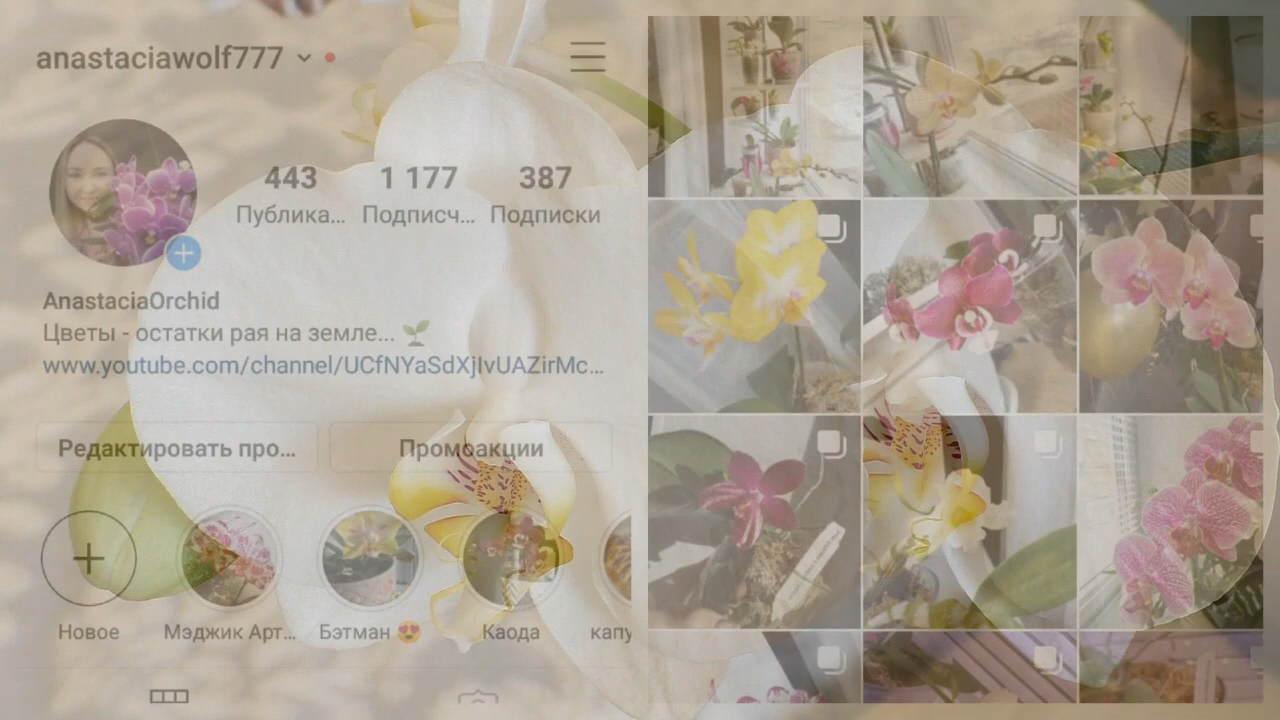 anastaciawolf777
443 1 177 387
Публика... Подписч... Подписки
AnastaciaOrchid
Цветы - остатки рая на земле... 🌱
www.youtube.com/channel/UCfNYaSdXjIvUAZirMc...
Редактировать про... Промоакции
Новое Мэджик Арт... Бэтман 😍 Каода капу